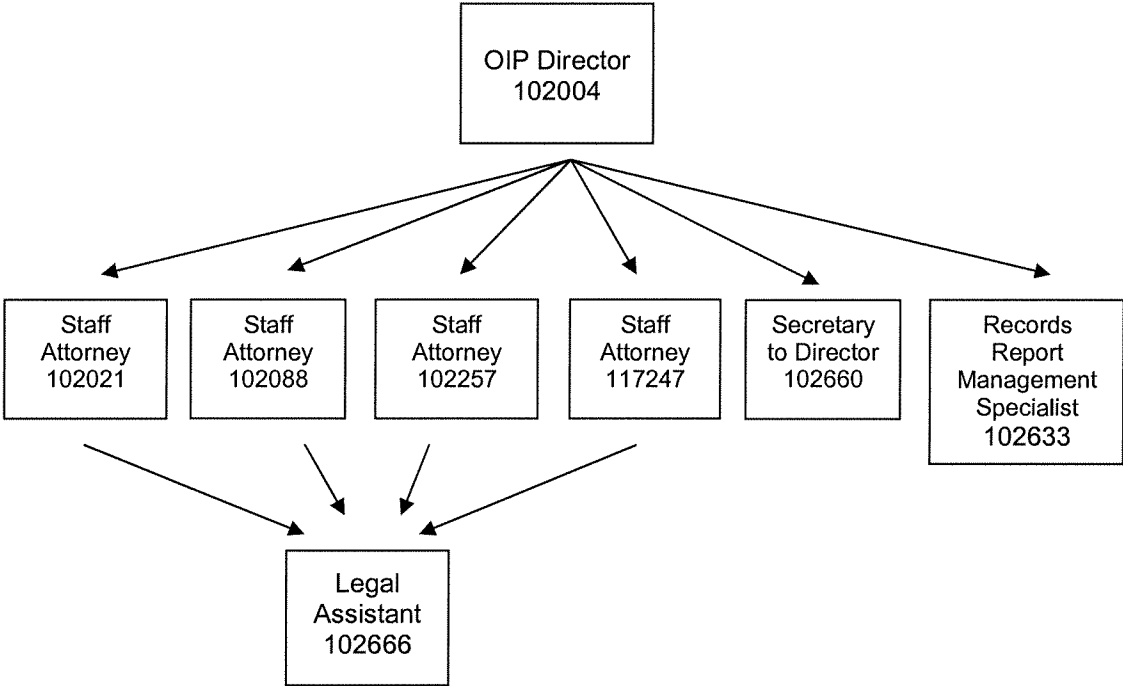 OIP Director
102004
Staff
Attorney
102021
Staff
Attorney
102088
Staff
Attorney
102257
Staff
Attorney
117247
Secretary
to Director
102660
Records
Report
Management
Specialist
102633
Legal
Assistant
102666